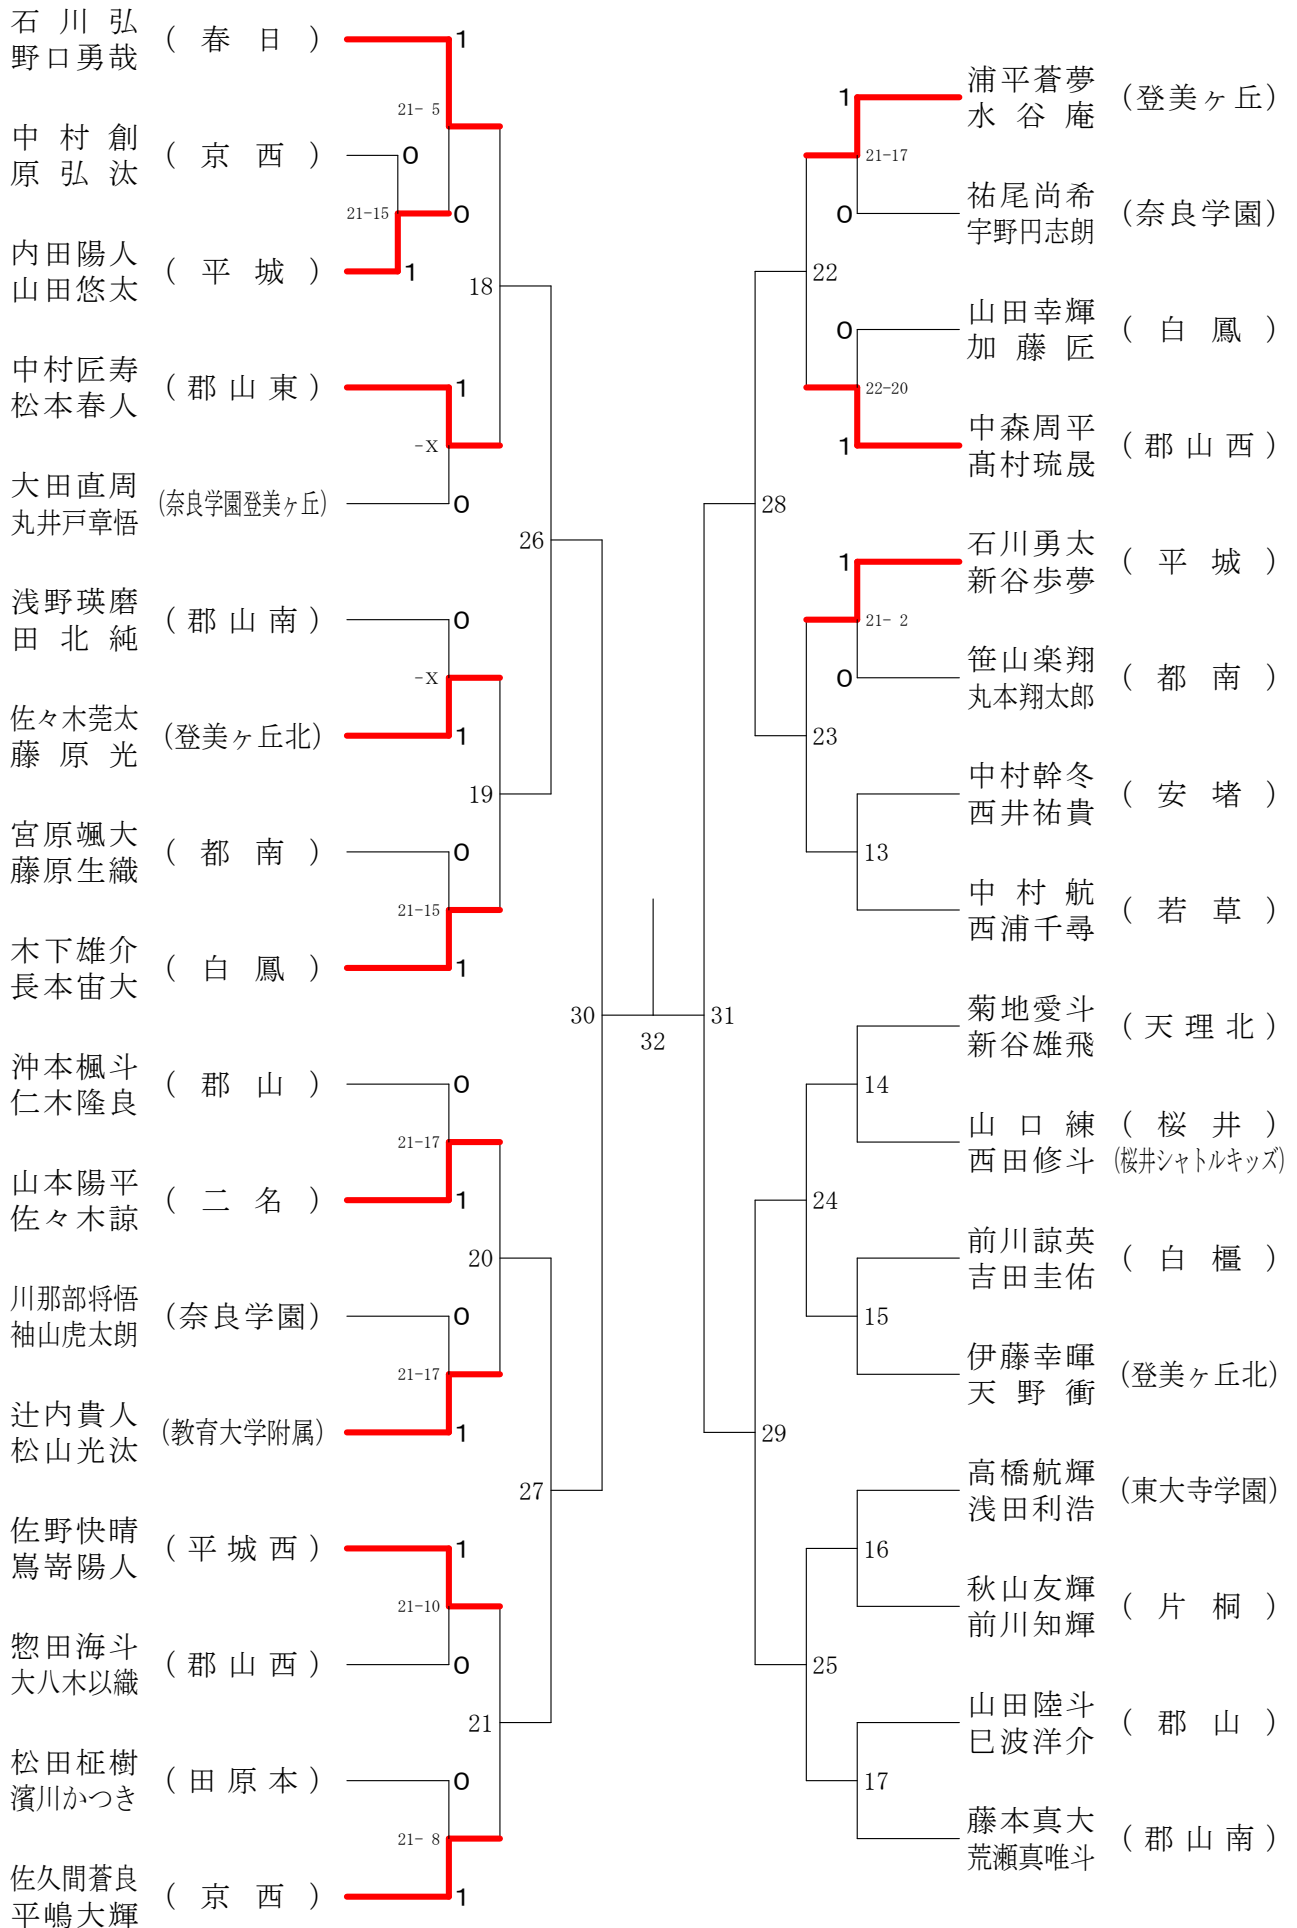 石川弘
野口勇哉
(春日)
1
21- 5
中村創
原弘汰
(京西)
0
21-15
0
内田陽人
山田悠太
(平城)
1
18
中村匠寿
松本春人
(郡山東)
1
-X
大田直周
丸井戸章悟
(奈良学園登美ヶ丘)
0
26
浅野瑛磨
田北純
(郡山南)
0
-X
佐々木莞太
藤原光
(登美ヶ丘北)
1
19
宮原颯大
藤原生織
(都南)
0
21-15
木下雄介
長本宙大
(白鳳)
1
30
沖本楓斗
仁木隆良
(郡山)
0
21-17
山本陽平
佐々木諒
(二名)
1
20
川那部将悟
袖山虎太朗
(奈良学園)
0
21-17
辻内貴人
松山光汰
(教育大学附属)
1
27
佐野快晴
嶌嵜陽人
(平城西)
1
21-10
惣田海斗
大八木以織
(郡山西)
0
21
松田柾樹
濱川かつき
(田原本)
0
21- 8
佐久間蒼良
平嶋大輝
(京西)
1
32
浦平蒼夢
水谷庵
(登美ヶ丘)
1
21-17
祐尾尚希
宇野円志朗
(奈良学園)
0
22
山田幸輝
加藤匠
(白鳳)
0
22-20
中森周平
髙村琉晟
(郡山西)
1
28
石川勇太
新谷歩夢
(平城)
1
21- 2
笹山楽翔
丸本翔太郎
(都南)
0
23
中村幹冬
西井祐貴
(安堵)
13
中村航
西浦千尋
(若草)
31
菊地愛斗
新谷雄飛
(天理北)
14
山口練
西田修斗
(桜井)
(桜井シャトルキッズ)
24
前川諒英
吉田圭佑
(白橿)
15
伊藤幸暉
天野衝
(登美ヶ丘北)
29
高橋航輝
浅田利浩
(東大寺学園)
16
秋山友輝
前川知輝
(片桐)
25
山田陸斗
巳波洋介
(郡山)
17
藤本真大
荒瀬真唯斗
(郡山南)